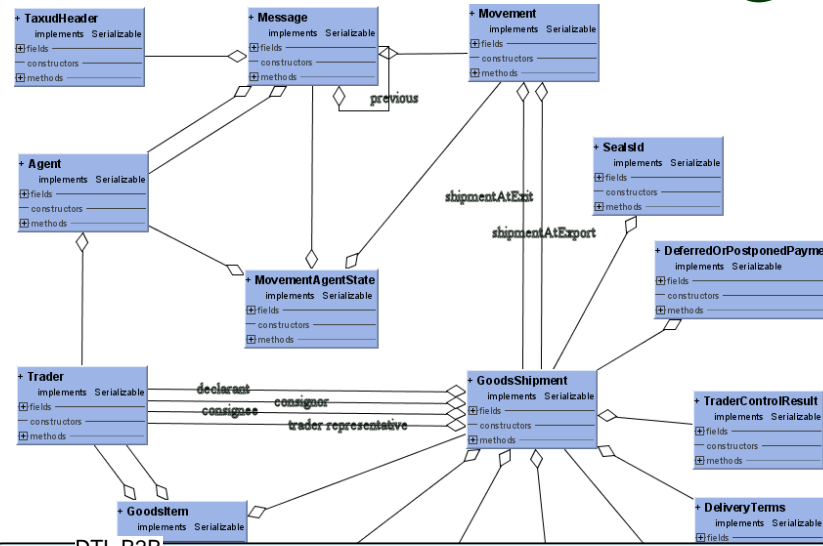 + TaxudHeader
implements Serializable
fields
constructors
methods
+ Message
implements Serializable
fields
constructors
methods
+ Movement
implements Serializable
fields
constructors
methods
previous
+ Agent
implements Serializable
fields
constructors
methods
+ SealsId
implements Serializable
fields
constructors
methods
shipmentAtExit
shipmentAtExport
+ DeferredOrPostponedPayme
implements Serializable
fields
constructors
methods
+ MovementAgentState
implements Serializable
fields
constructors
methods
+ Trader
implements Serializable
fields
constructors
methods
declarant
consignor
consignee
trader representative
+ GoodsShipment
implements Serializable
fields
constructors
methods
+ TraderControlResult
implements Serializable
fields
constructors
methods
+ GoodsItem
implements Serializable
+ DeliveryTerms
implements Serializable
fields